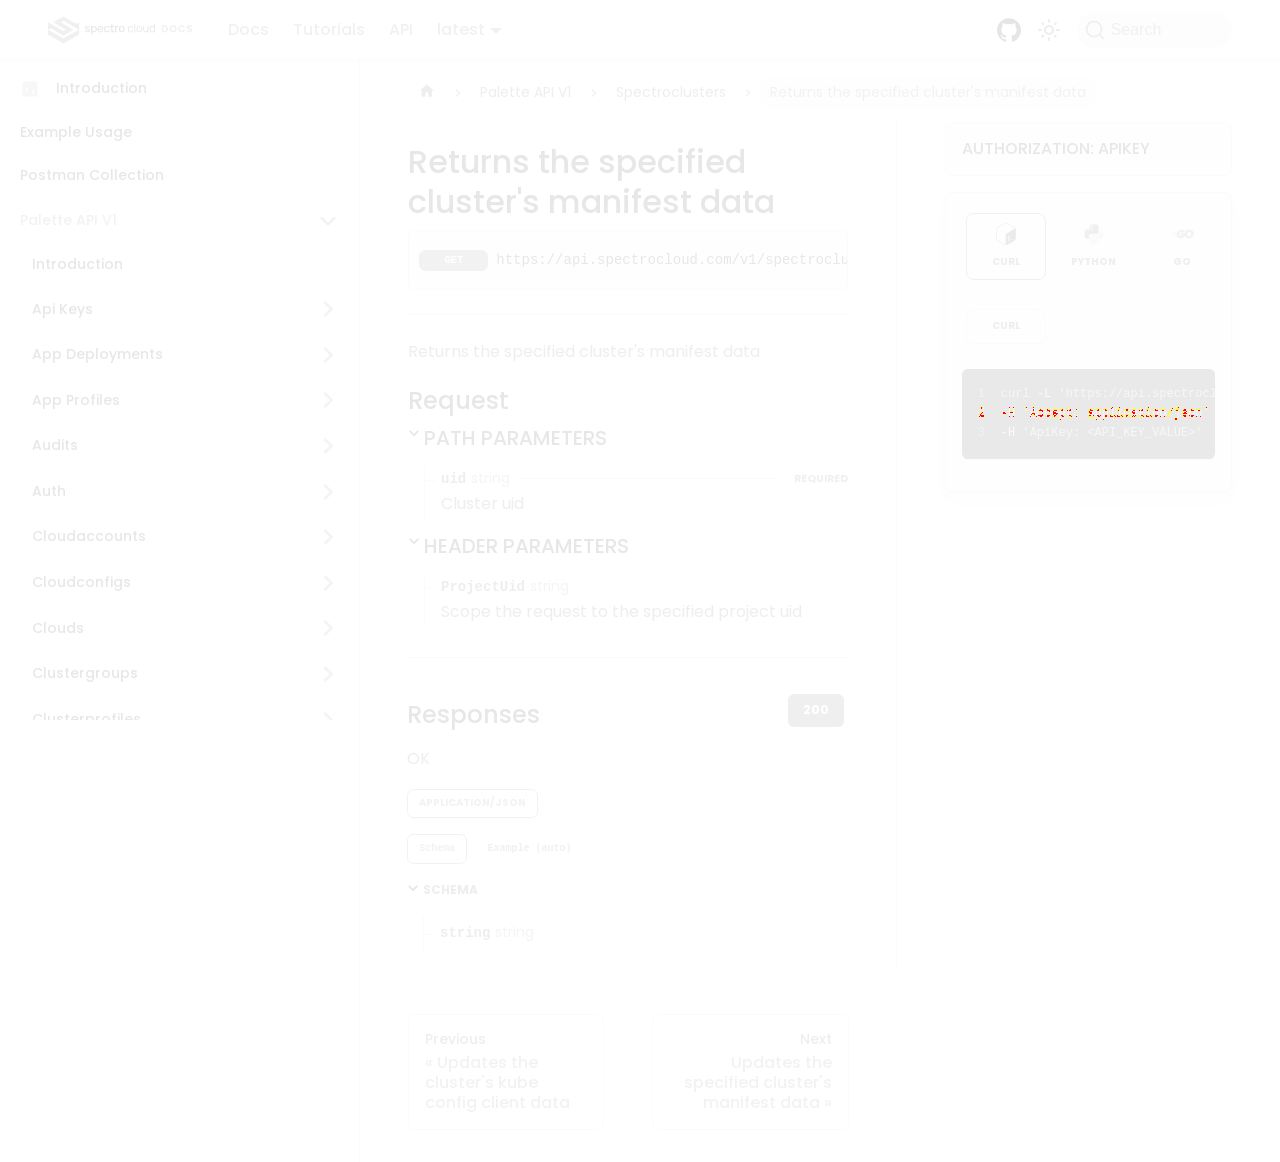 spectro cloud DOCS Docs Tutorials API latest Search
Introduction
Example Usage
Postman Collection
Palette API V1
Introduction
Api Keys
App Deployments
App Profiles
Audits
Auth
Cloudaccounts
Cloudconfigs
Clouds
Clustergroups
Clusterprofiles
Palette API V1 Spectroclusters Returns the specified cluster's manifest data
Returns the specified
cluster's manifest data
GET https://api.spectrocloud.com/v1/spectroclu
Returns the specified cluster's manifest data
Request
PATH PARAMETERS
uid string REQUIRED
Cluster uid
HEADER PARAMETERS
ProjectUid string
Scope the request to the specified project uid
Responses 200
OK
APPLICATION/JSON
Schema Example (auto)
SCHEMA
string string
Previous
« Updates the
cluster's kube
config client data
Next
Updates the
specified cluster's
manifest data »
AUTHORIZATION: APIKEY
CURL PYTHON GO GO
CURL
1 curl -L 'https://api.spectrocl
2 -H 'Accept: application/json'
3 -H 'ApiKey: <API_KEY_VALUE>'